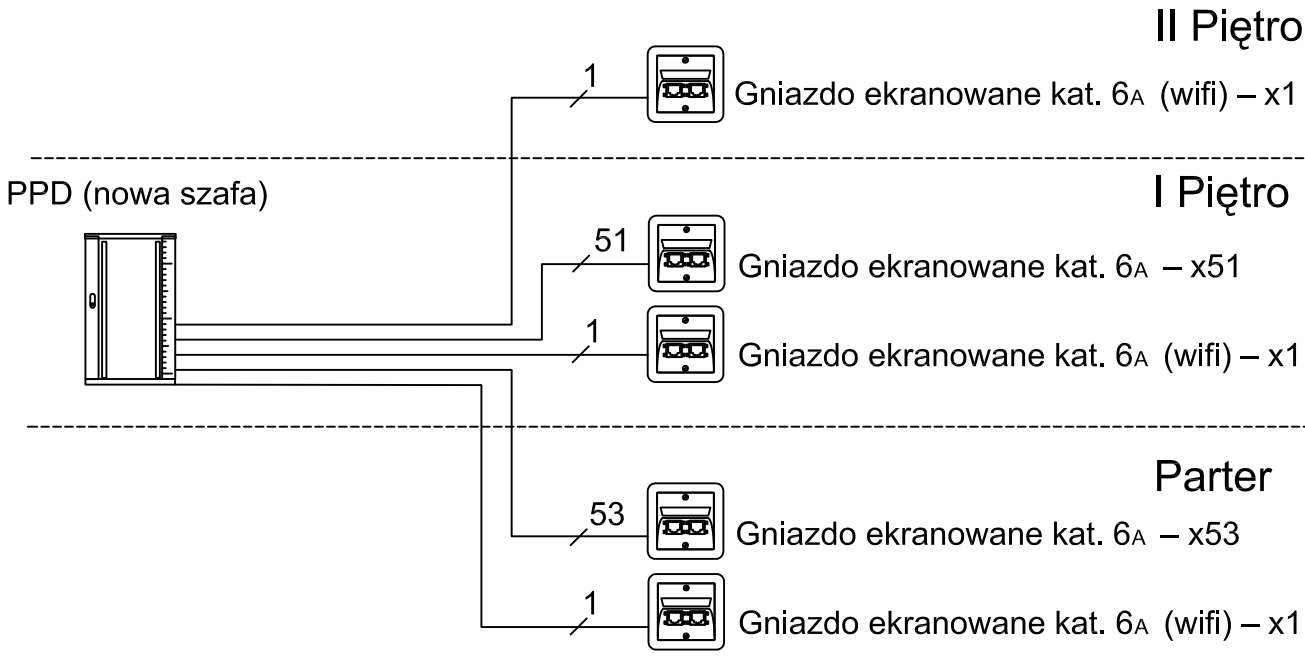 II Piętro
1
Gniazdo ekranowane kat. 6A (wifi) – x1
PPD (nowa szafa)
I Piętro
51
Gniazdo ekranowane kat. 6A – x51
1
Gniazdo ekranowane kat. 6A (wifi) – x1
Parter
53
Gniazdo ekranowane kat. 6A – x53
1
Gniazdo ekranowane kat. 6A (wifi) – x1